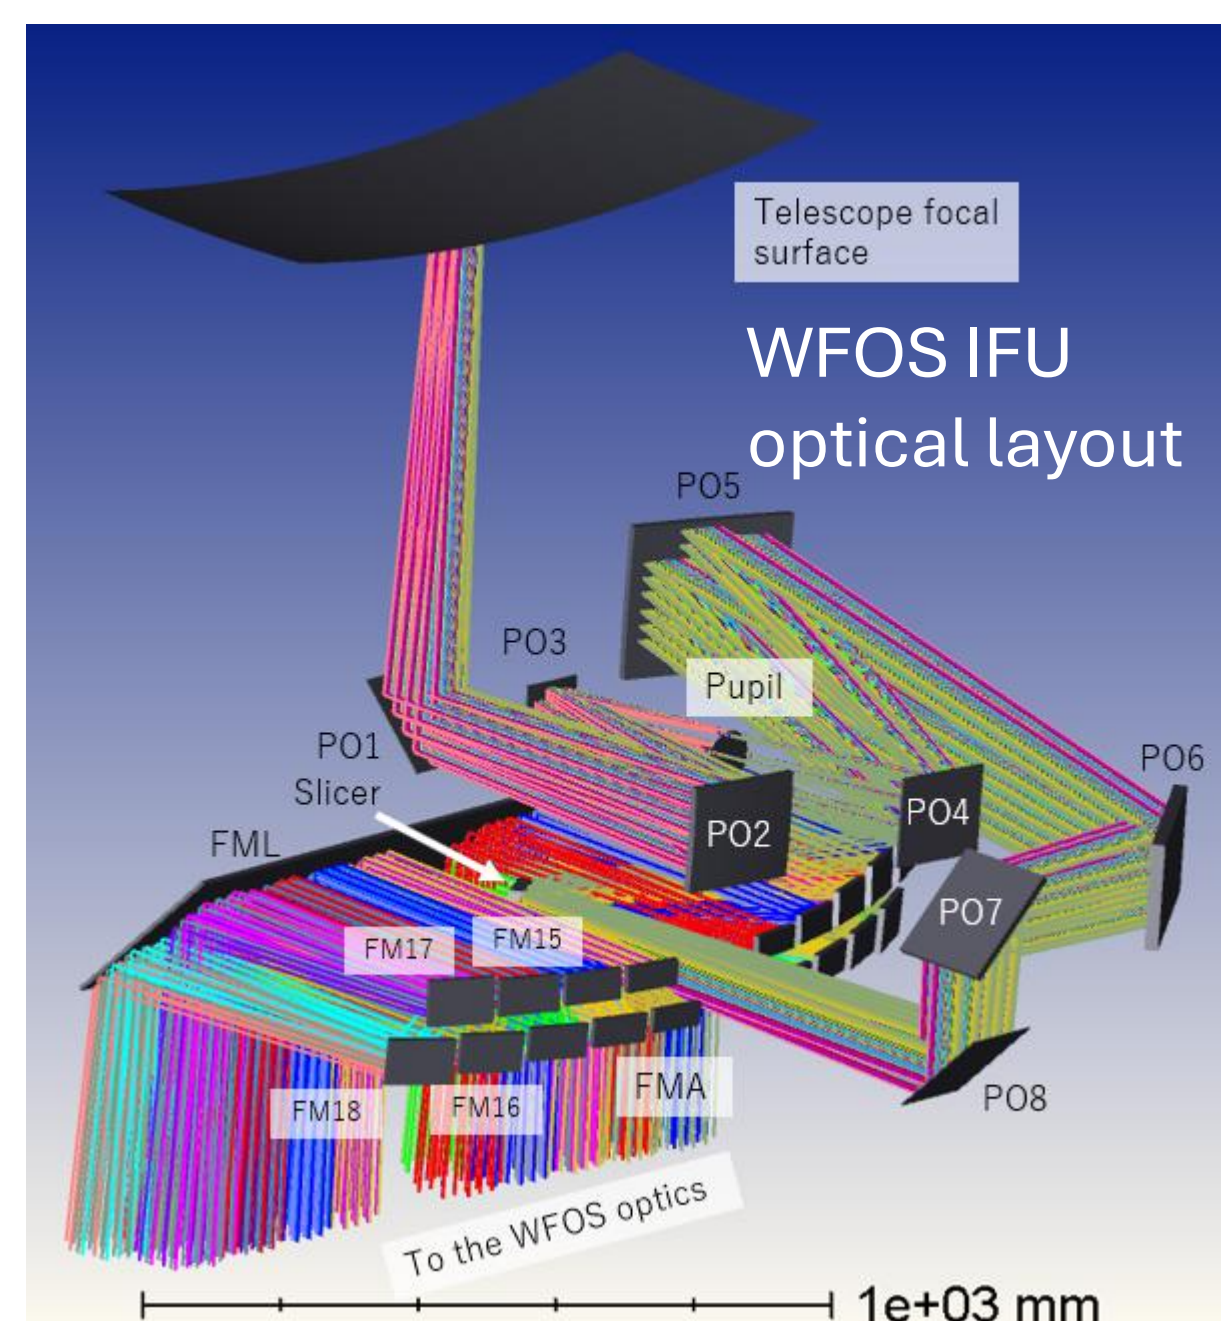 Telescope focal
surface
WFOS IFU
optical layout
PO5
PO3
Pupil
PO1
PO6
Slicer
PO4
PO2
FML
PO7
FM15
FM17
FMA
PO8
FM16
FM18
To the WFOS optics
1e+03 mm